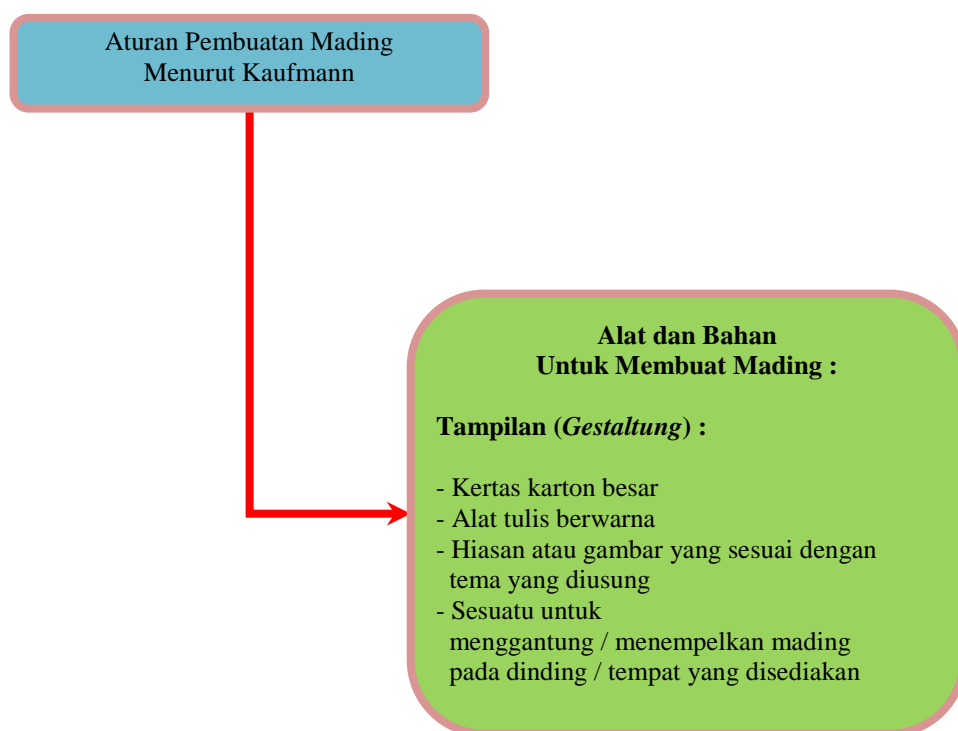 Aturan Pembuatan Mading
Menurut Kaufmann
Alat dan Bahan
Untuk Membuat Mading :
Tampilan (Gestaltung) :
- Kertas karton besar
- Alat tulis berwarna
- Hiasan atau gambar yang sesuai dengan
tema yang diusung
- Sesuatu untuk
menggantung / menempelkan mading
pada dinding / tempat yang disediakan